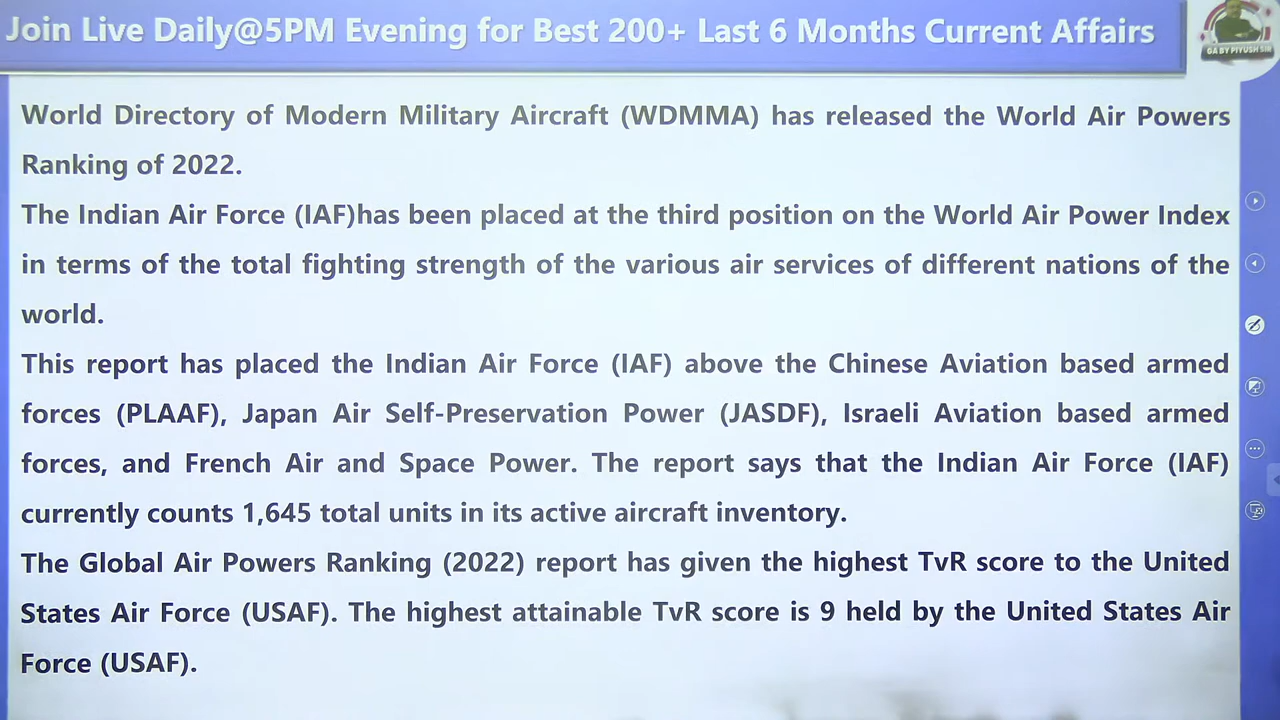 Join Live Daily@5PM Evening for Best 200+ Last 6 Months Current Affairs
GA BY PIYUSH SIR
World Directory of Modern Military Aircraft (WDMMA) has released the World Air Powers
Ranking of 2022.
The Indian Air Force (IAF)has been placed at the third position on the World Air Power Index
in terms of the total fighting strength of the various air services of different nations of the
world.
This report has placed the Indian Air Force (IAF) above the Chinese Aviation based armed
forces (PLAAF), Japan Air Self-Preservation Power (JASDF), Israeli Aviation based armed
forces, and French Air and Space Power. The report says that the Indian Air Force (IAF)
currently counts 1,645 total units in its active aircraft inventory.
The Global Air Powers Ranking (2022) report has given the highest TvR score to the United
States Air Force (USAF). The highest attainable TvR score is 9 held by the United States Air
Force (USAF).